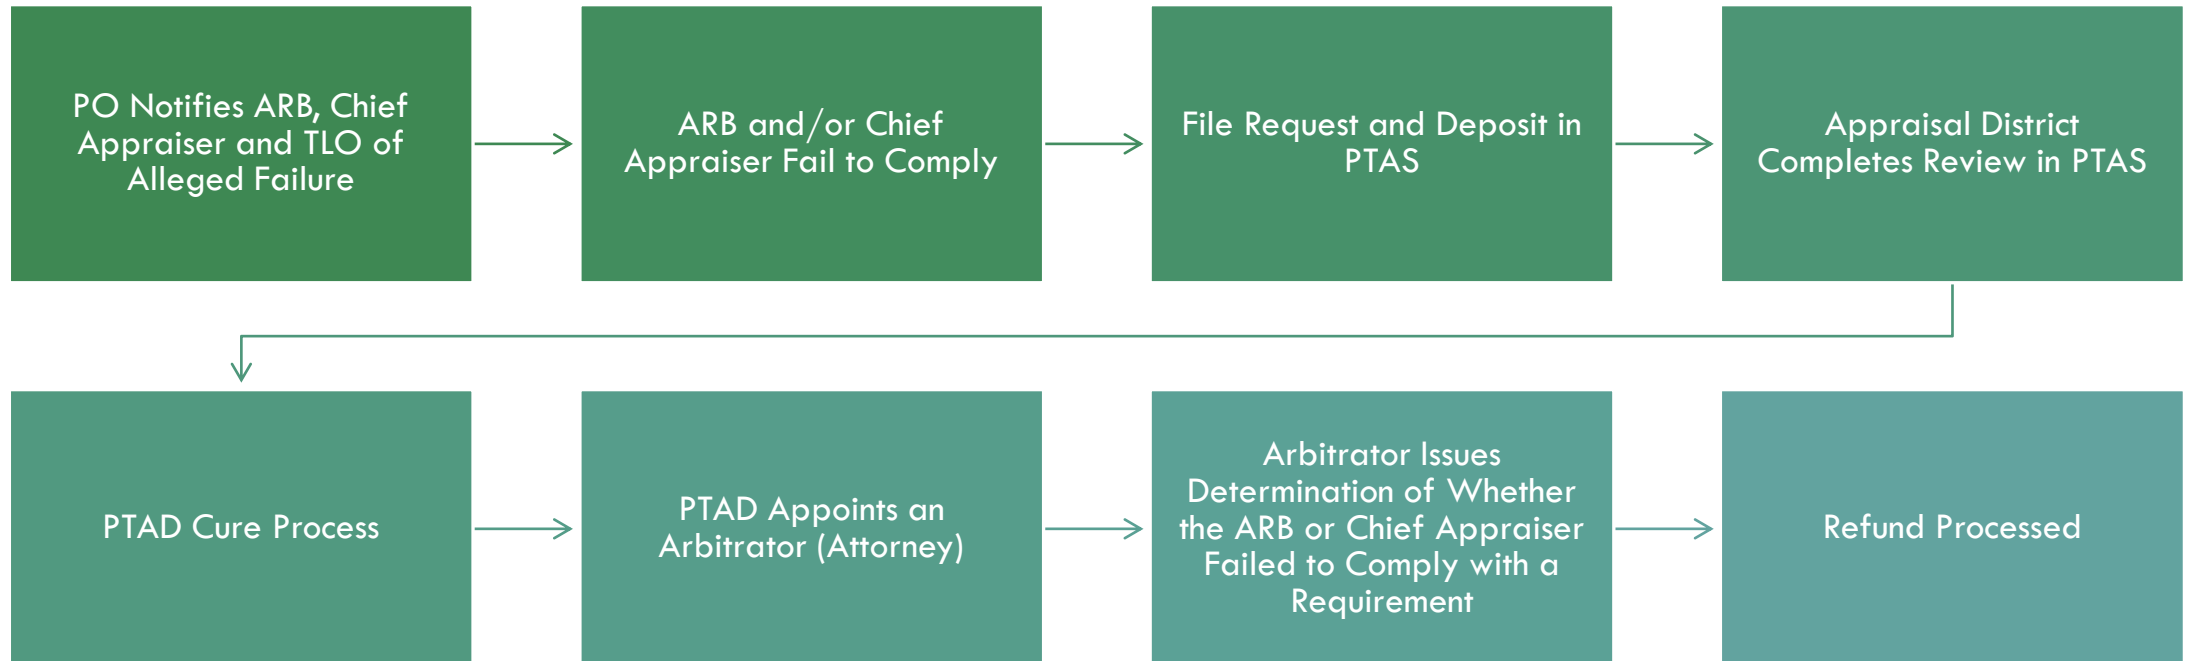 PO Notifies ARB, Chief
Appraiser and TLO of
Alleged Failure
ARB and/or Chief
Appraiser Fail to Comply
File Request and Deposit in
PTAS
Appraisal District
Completes Review in PTAS
PTAD Cure Process
PTAD Appoints an
Arbitrator (Attorney)
Arbitrator Issues
Determination of Whether
the ARB or Chief Appraiser
Failed to Comply with a
Requirement
Refund Processed